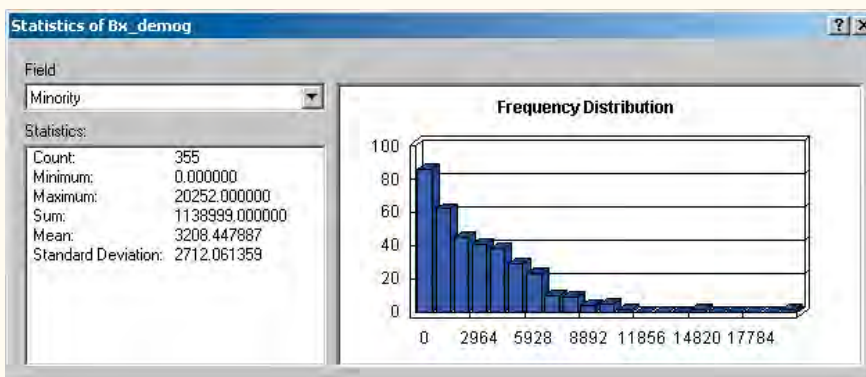 Statistics of Bx_demog
Field
Minority
Statistics:
Count: 355
Minimum: 0.000000
Maximum: 20252.000000
Sum: 1138999.000000
Mean: 3208.447887
Standard Deviation: 2712.061359
Frequency Distribution
100
80
60
40
20
0
0 2964 5928 8892 11856 14820 17784